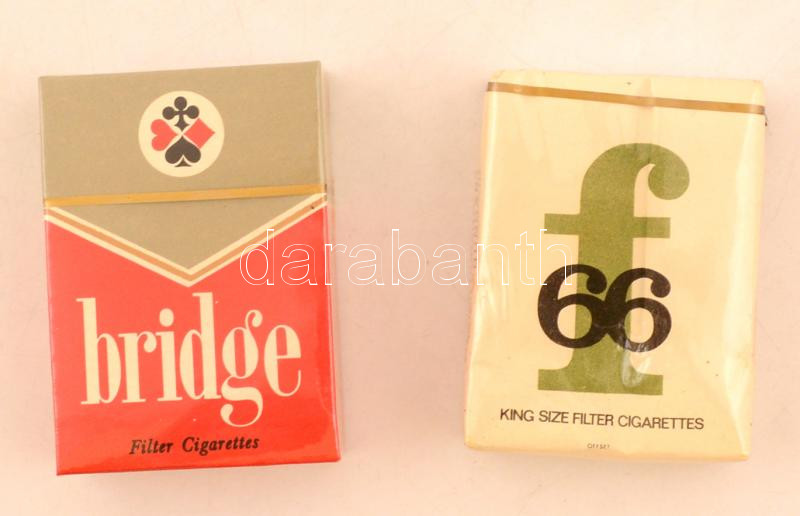 bridge
Filter Cigarettes
f
66
KING SIZE FILTER CIGARETTES
darabanth